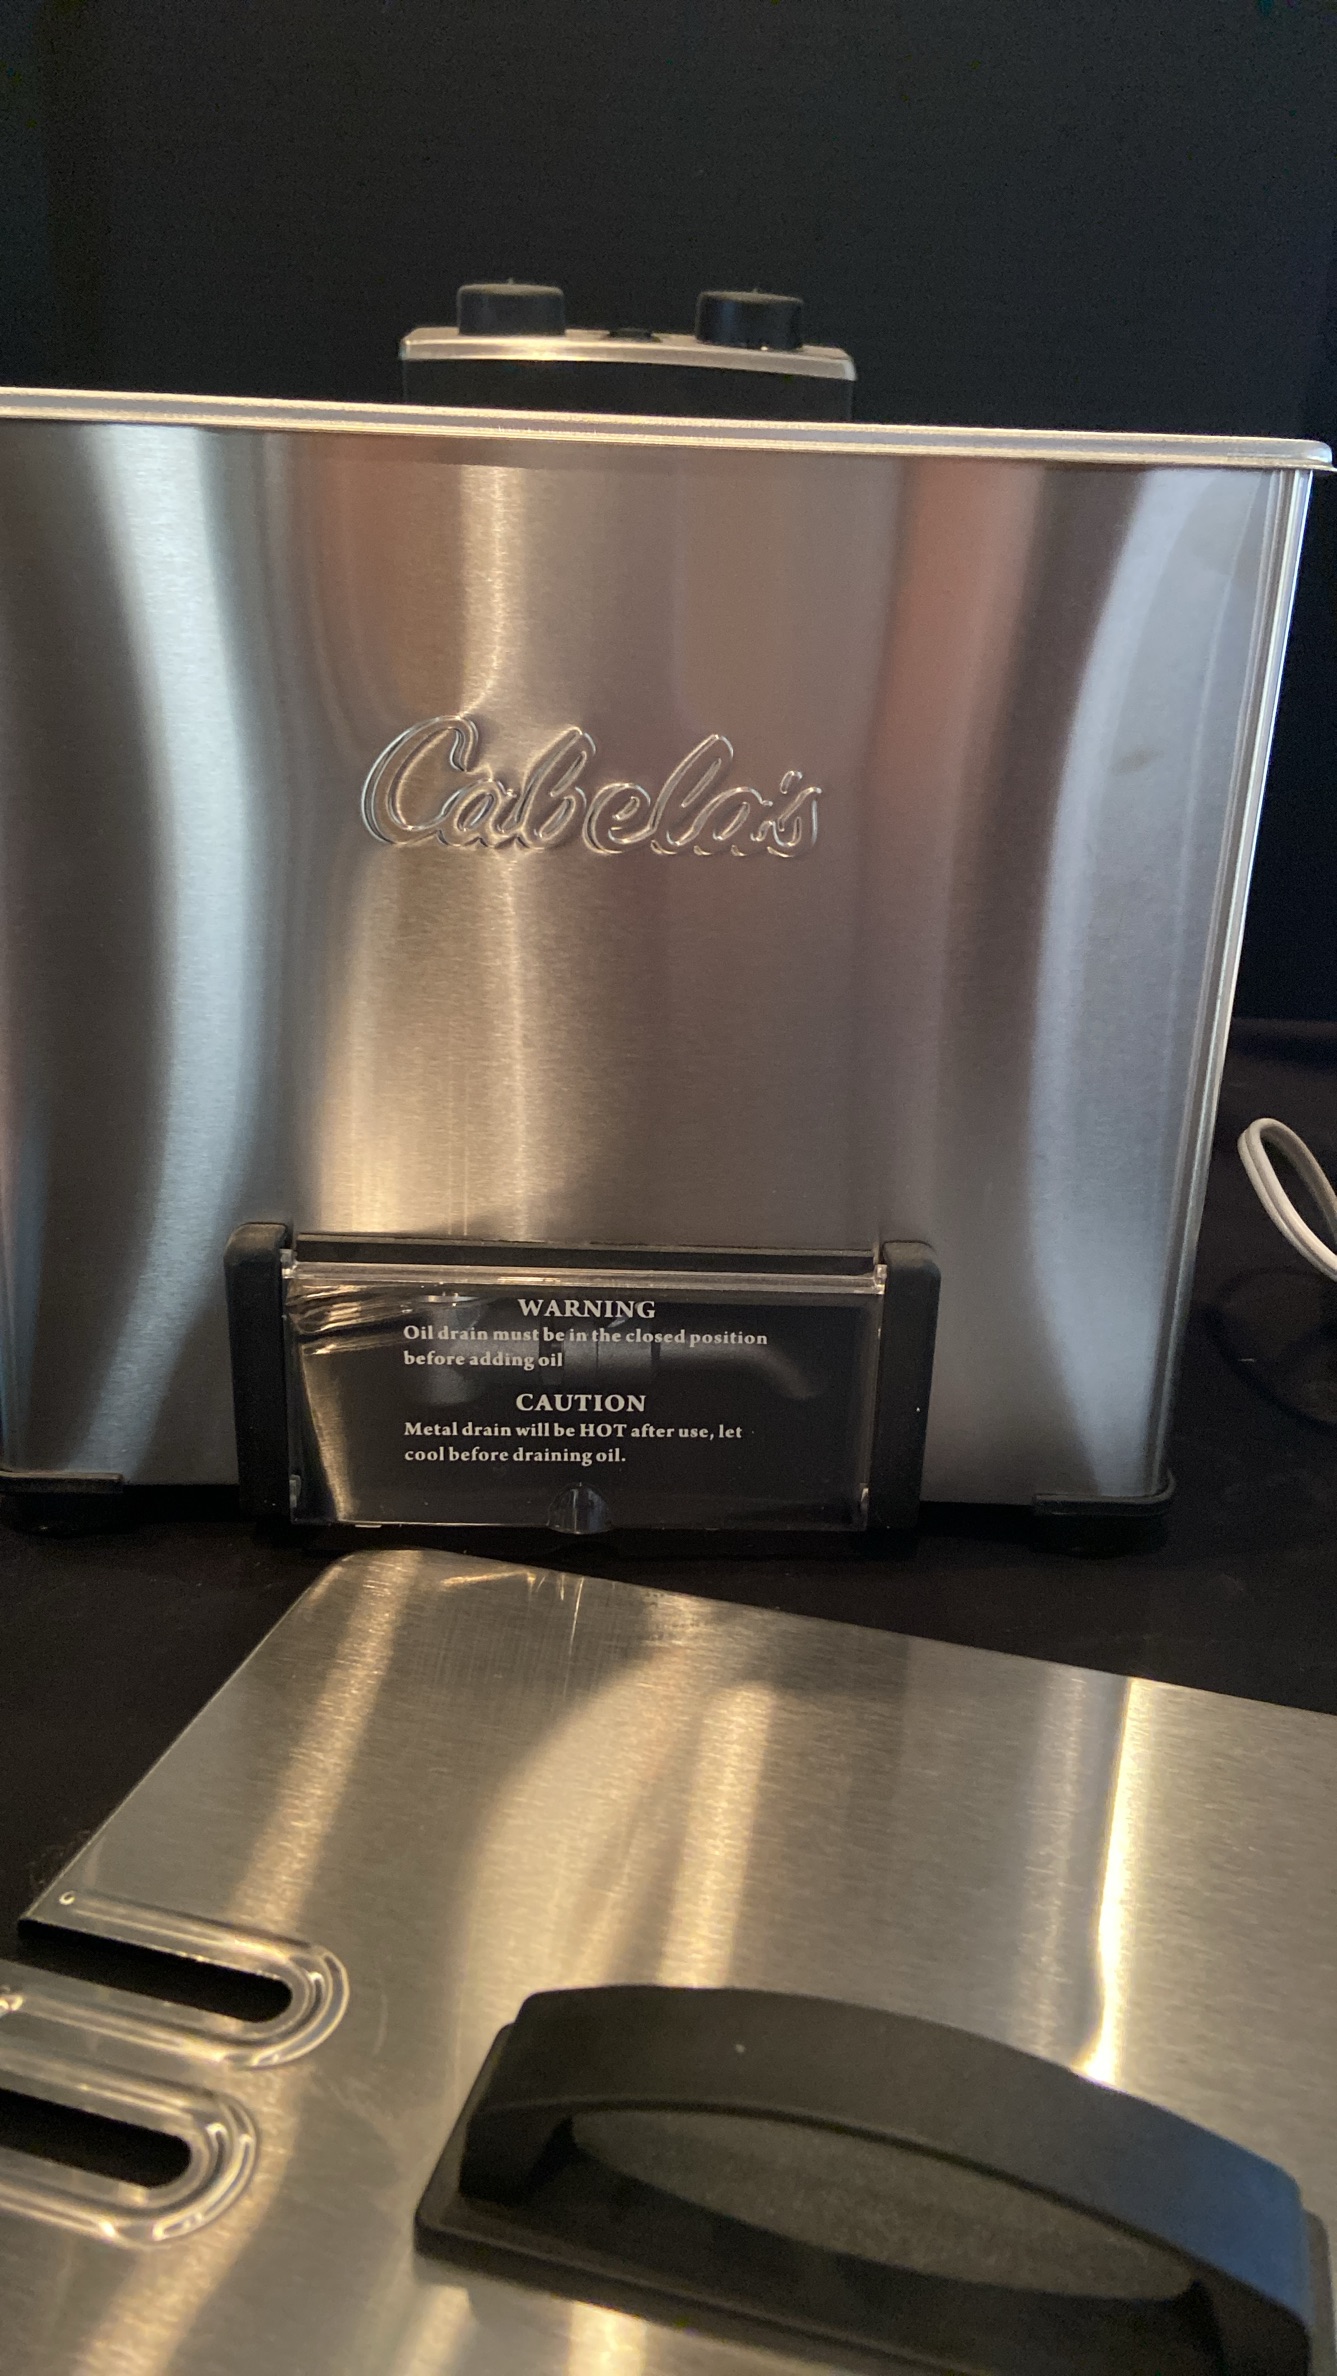 Cabela's
WARNING
Oil drain must be in the closed position
before adding oil
CAUTION
Metal drain will be HOT after use, let
cool before draining oil.